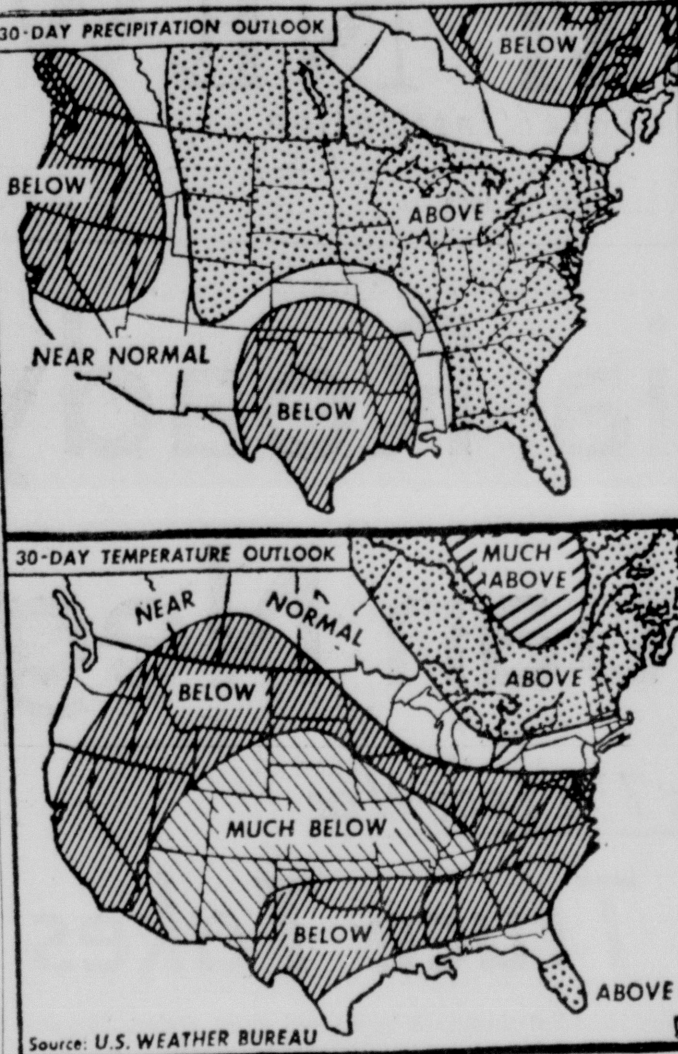 30-DAY PRECIPITATION OUTLOOK
BELOW
BELOW
ABOVE
NEAR NORMAL
BELOW
30-DAY TEMPERATURE OUTLOOK
MUCH
ABOVE
NEAR NORMAL
BELOW
ABOVE
MUCH BELOW
BELOW
ABOVE
Source: U.S. WEATHER BUREAU